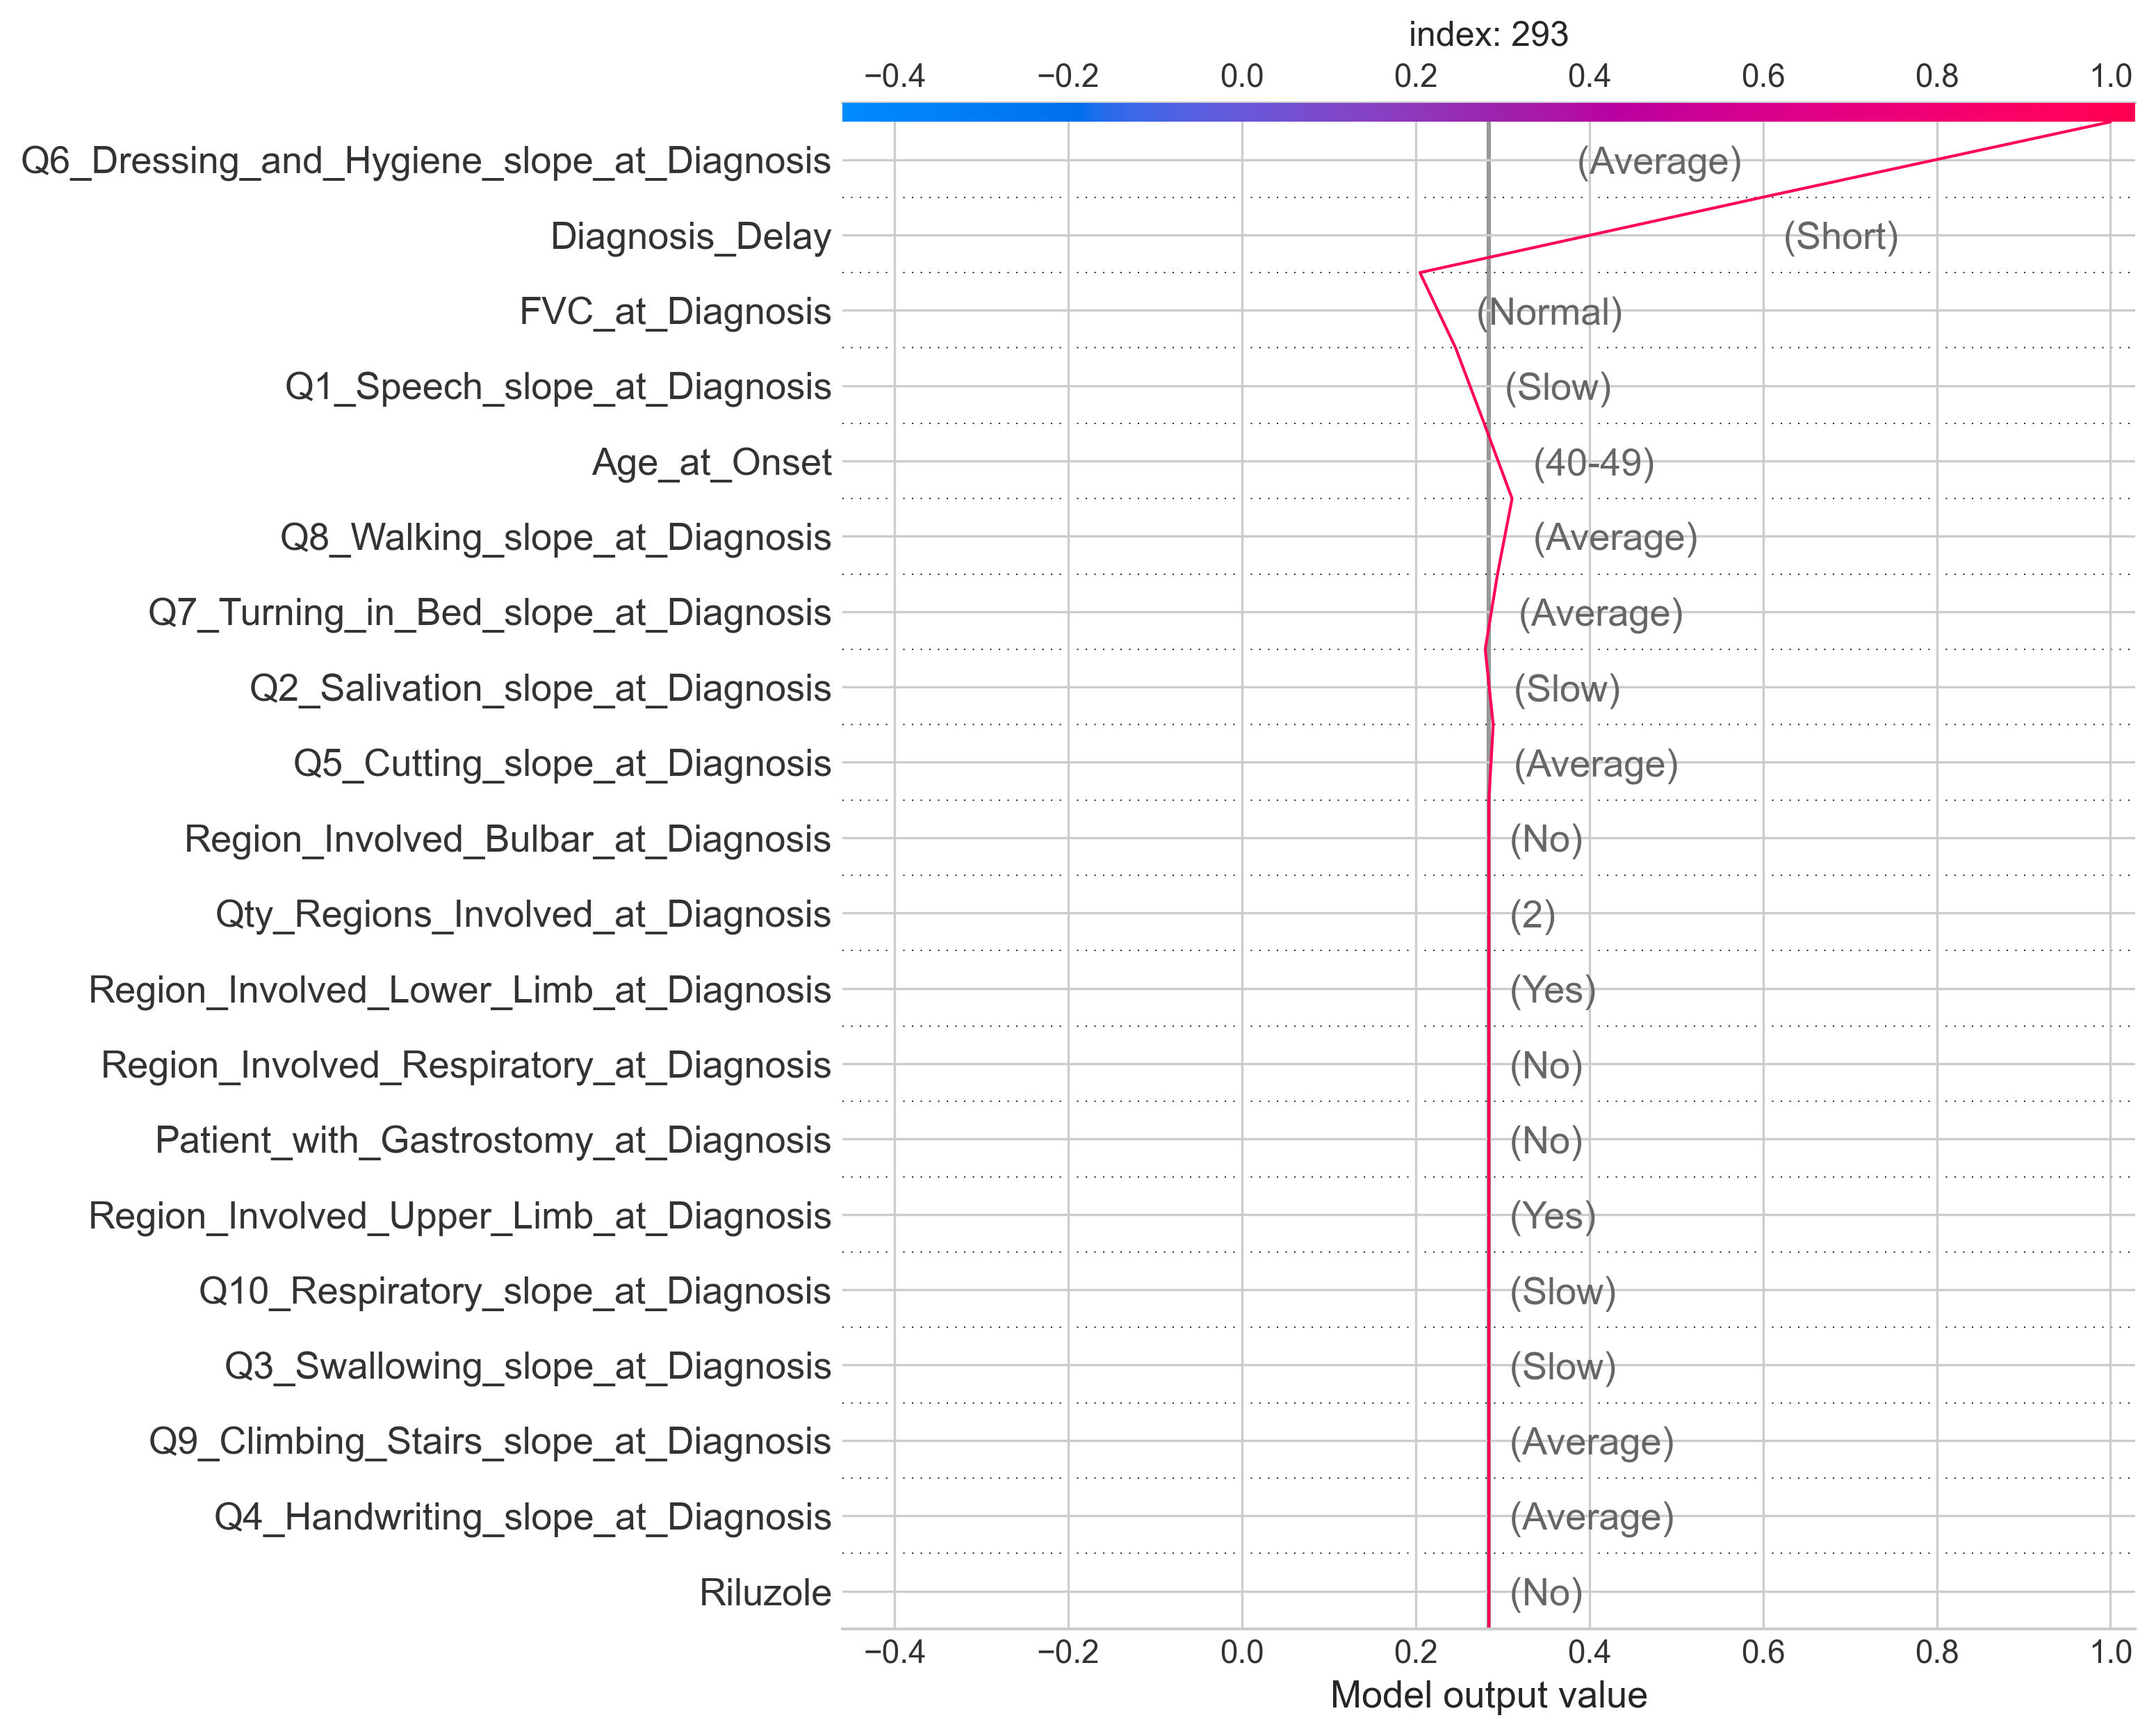 index: 293
−0.4 −0.2 0.0 0.2 0.4 0.6 0.8 1.0
Q6_Dressing_and_Hygiene_slope_at_Diagnosis (Average)
Diagnosis_Delay (Short)
FVC_at_Diagnosis (Normal)
Q1_Speech_slope_at_Diagnosis (Slow)
Age_at_Onset (40-49)
Q8_Walking_slope_at_Diagnosis (Average)
Q7_Turning_in_Bed_slope_at_Diagnosis (Average)
Q2_Salivation_slope_at_Diagnosis (Slow)
Q5_Cutting_slope_at_Diagnosis (Average)
Region_Involved_Bulbar_at_Diagnosis (No)
Qty_Regions_Involved_at_Diagnosis (2)
Region_Involved_Lower_Limb_at_Diagnosis (Yes)
Region_Involved_Respiratory_at_Diagnosis (No)
Patient_with_Gastrostomy_at_Diagnosis (No)
Region_Involved_Upper_Limb_at_Diagnosis (Yes)
Q10_Respiratory_slope_at_Diagnosis (Slow)
Q3_Swallowing_slope_at_Diagnosis (Slow)
Q9_Climbing_Stairs_slope_at_Diagnosis (Average)
Q4_Handwriting_slope_at_Diagnosis (Average)
Riluzole (No)
−0.4 −0.2 0.0 0.2 0.4 0.6 0.8 1.0
Model output value